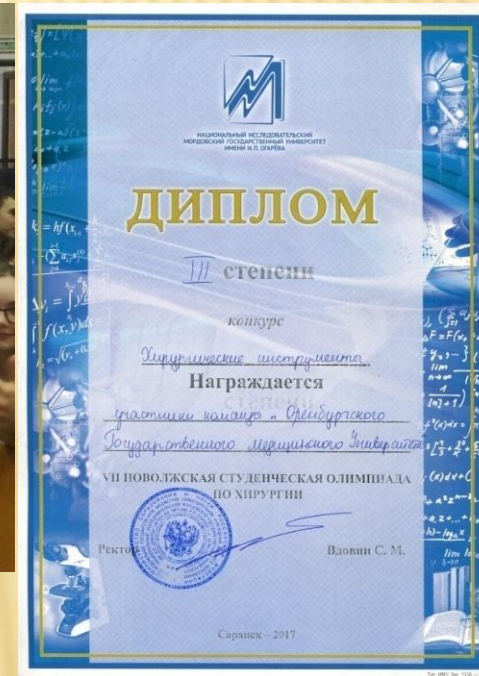 НАЦИОНАЛЬНЫЙ ИССЛЕДОВАТЕЛЬСКИЙ
МОРДОВСКИЙ ГОСУДАРСТВЕННЫЙ УНИВЕРСИТЕТ
ИМЕНИ Н.П. ОГАРЁВА
ДИПЛОМ
III степени
конкурс
Хирургические инструменты
Награждается
участники команды
Оренбургского
Государственного Медицинского Университета
VII ПОВОЛЖСКАЯ СТУДЕНЧЕСКАЯ ОЛИМПИАДА
ПО ХИРУРГИИ
Ректор Вдовин С. М.
Саранск – 2017